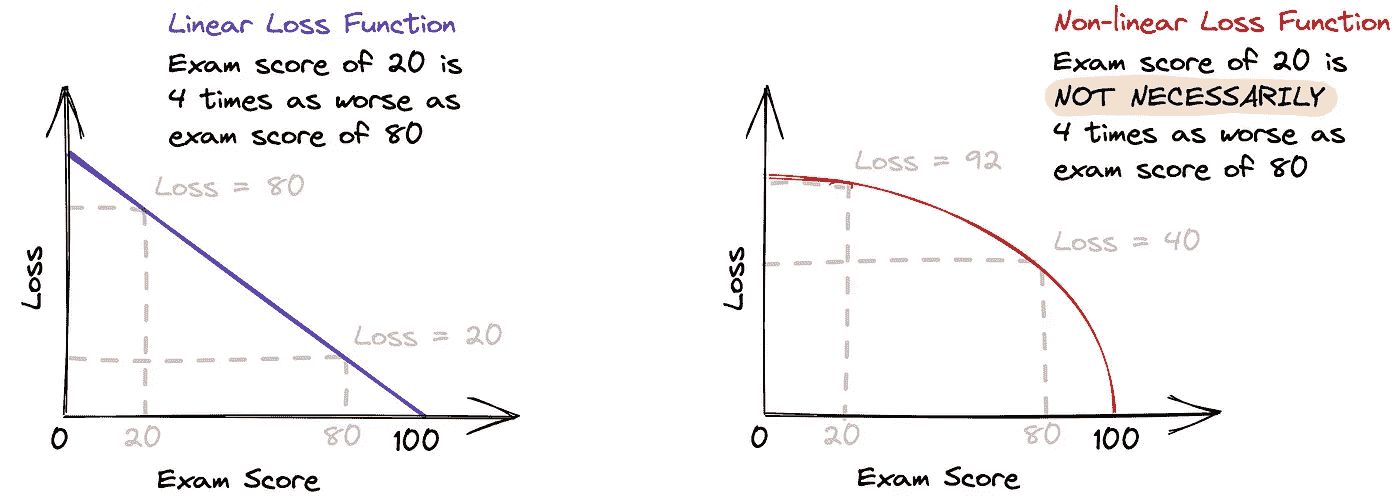 Linear Loss Function
Exam score of 20 is
4 times as worse as
exam score of 80
Loss = 80
Loss = 20
Loss
0
20
80
100
Exam Score
Non-linear Loss Function
Exam score of 20 is
NOT NECESSARILY
4 times as worse as
exam score of 80
Loss = 92
Loss = 40
Loss
0
20
80
100
Exam Score